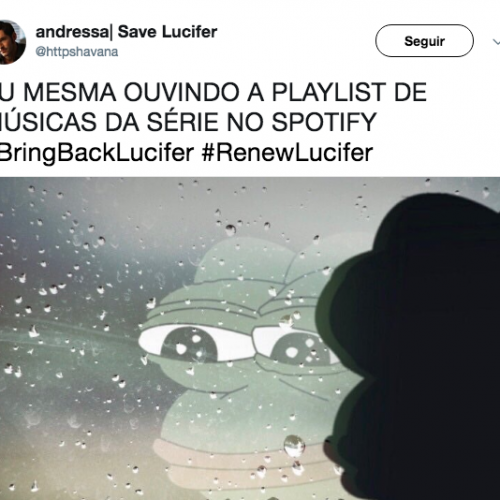 andressa| Save Lucifer
@httpshavana
Seguir
U MESMA OUVINDO A PLAYLIST DE
ÚSICAS DA SÉRIE NO SPOTIFY
BringBackLucifer #RenewLucifer